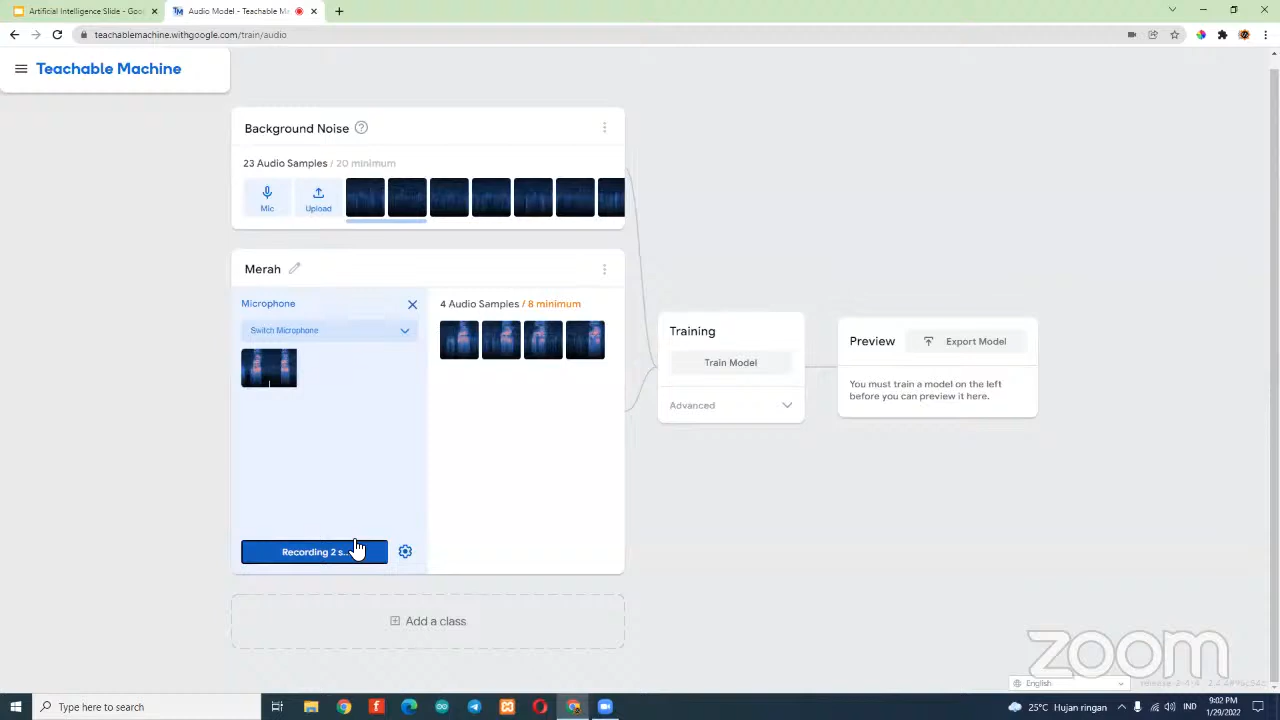 Artificial Intelligence Slide - Goo
Audio Model - Teachable Ma
teachablemachine.withgoogle.com/train/audio
Teachable Machine
Background Noise
23 Audio Samples / 20 minimum
Mic
Upload
Merah
Microphone
4 Audio Samples / 8 minimum
Switch Microphone
Recording 2 s...
Add a class
Training
Train Model
Advanced
Preview
Export Model
You must train a model on the left
before you can preview it here.
zoom
English
Type here to search
25°C Hujan ringan
IND
9:02 PM
1/29/2022